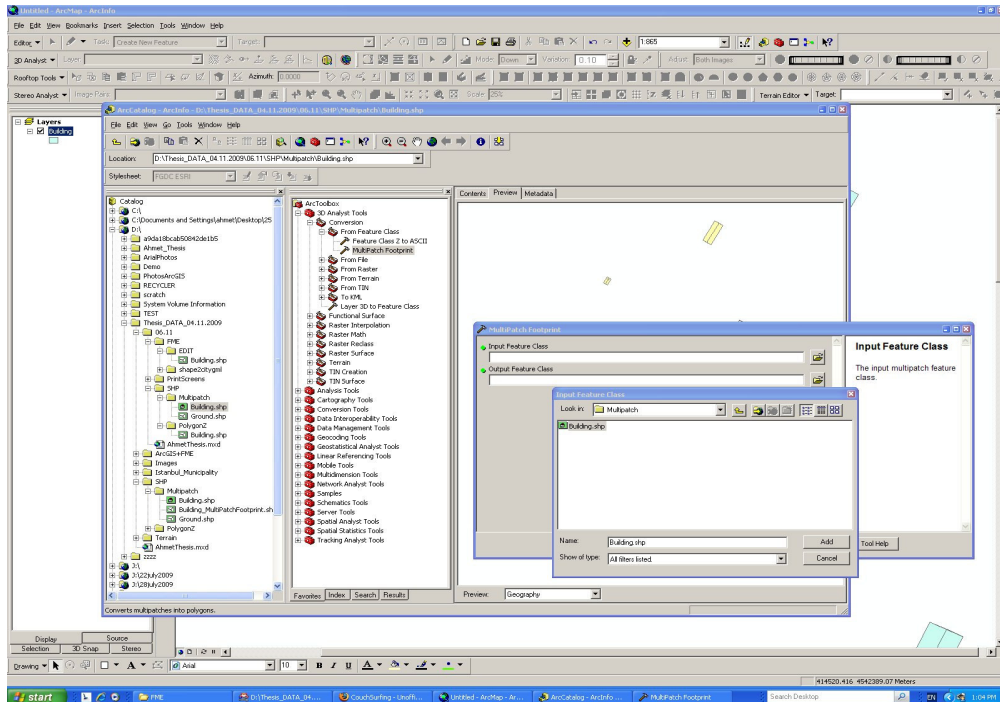 Untitled - ArcMap - ArcInfo
File Edit View Bookmarks Insert Selection Tools Window Help
Editor Task: Create New Feature Target: 1:865
3D Analyst Layer: Mode: Down Variation: 0.10 Adjust Both Images
Rooftop Tools Azimuth: 0.0000
Stereo Analyst Image Pairs: Scale 25% Terrain Editor Target:
Layers
Building
ArcCatalog - ArcInfo - D:\Thesis_DATA_04.11.2009\06.11\SHP\Multipatch\Building.shp
File Edit View Go Tools Window Help
Location: D:\Thesis_DATA_04.11.2009\06.11\SHP\Multipatch\Building.shp
Stylesheet: FGDC ESRI
Catalog
C:\
C:\Documents and Settings\ahmet\Desktop\25
D:\
a9da18bcab50842de1b5
Ahmet_Thesis
ArialPhotos
Demo
PhotosArcGIS
RECYCLER
scratch
System Volume Information
TEST
Thesis_DATA_04.11.2009
06.11
FME
EDIT
Building.shp
shape2citygml
PrintScreens
SHP
Multipatch
Building.shp
Ground.shp
PolygonZ
Building.shp
AhmetThesis.mxd
ArcGIS+FME
Images
Istanbul_Municipality
SHP
Multipatch
Building.shp
Building_MultiPatchFootprint.sh
Ground.shp
PolygonZ
Terrain
AhmetThesis.mxd
zzzz
J:\
J:\22july2009
J:\28july2009
ArcToolbox
3D Analyst Tools
Conversion
From Feature Class
Feature Class Z to ASCII
MultiPatch Footprint
From File
From Raster
From Terrain
From TIN
To KML
Layer 3D to Feature Class
Functional Surface
Raster Interpolation
Raster Math
Raster Reclass
Raster Surface
Terrain
TIN Creation
TIN Surface
Analysis Tools
Cartography Tools
Conversion Tools
Data Interoperability Tools
Data Management Tools
Geocoding Tools
Geostatistical Analyst Tools
Linear Referencing Tools
Mobile Tools
Multidimension Tools
Network Analyst Tools
Samples
Schematics Tools
Server Tools
Spatial Analyst Tools
Spatial Statistics Tools
Tracking Analyst Tools
Favorites Index Search Results
Contents Preview Metadata
Preview: Geography
Converts multipatches into polygons.
MultiPatch Footprint
Input Feature Class
Output Feature Class
Input Feature Class
The input multipatch feature
class.
Tool Help
Input Feature Class
Look in: Multipatch
Building.shp
Name: Building.shp Add
Show of type: All filters listed. Cancel
Display Source
Selection 3D Snap Stereo
Drawing A Arial 10 B I U A
414520.416 4542389.07 Meters
start FME D:\Thesis_DATA_04.... CouchSurfing - Unoffi... Untitled - ArcMap - Ar... ArcCatalog - ArcInfo ... MultiPatch Footprint Search Desktop EN 1:04 PM